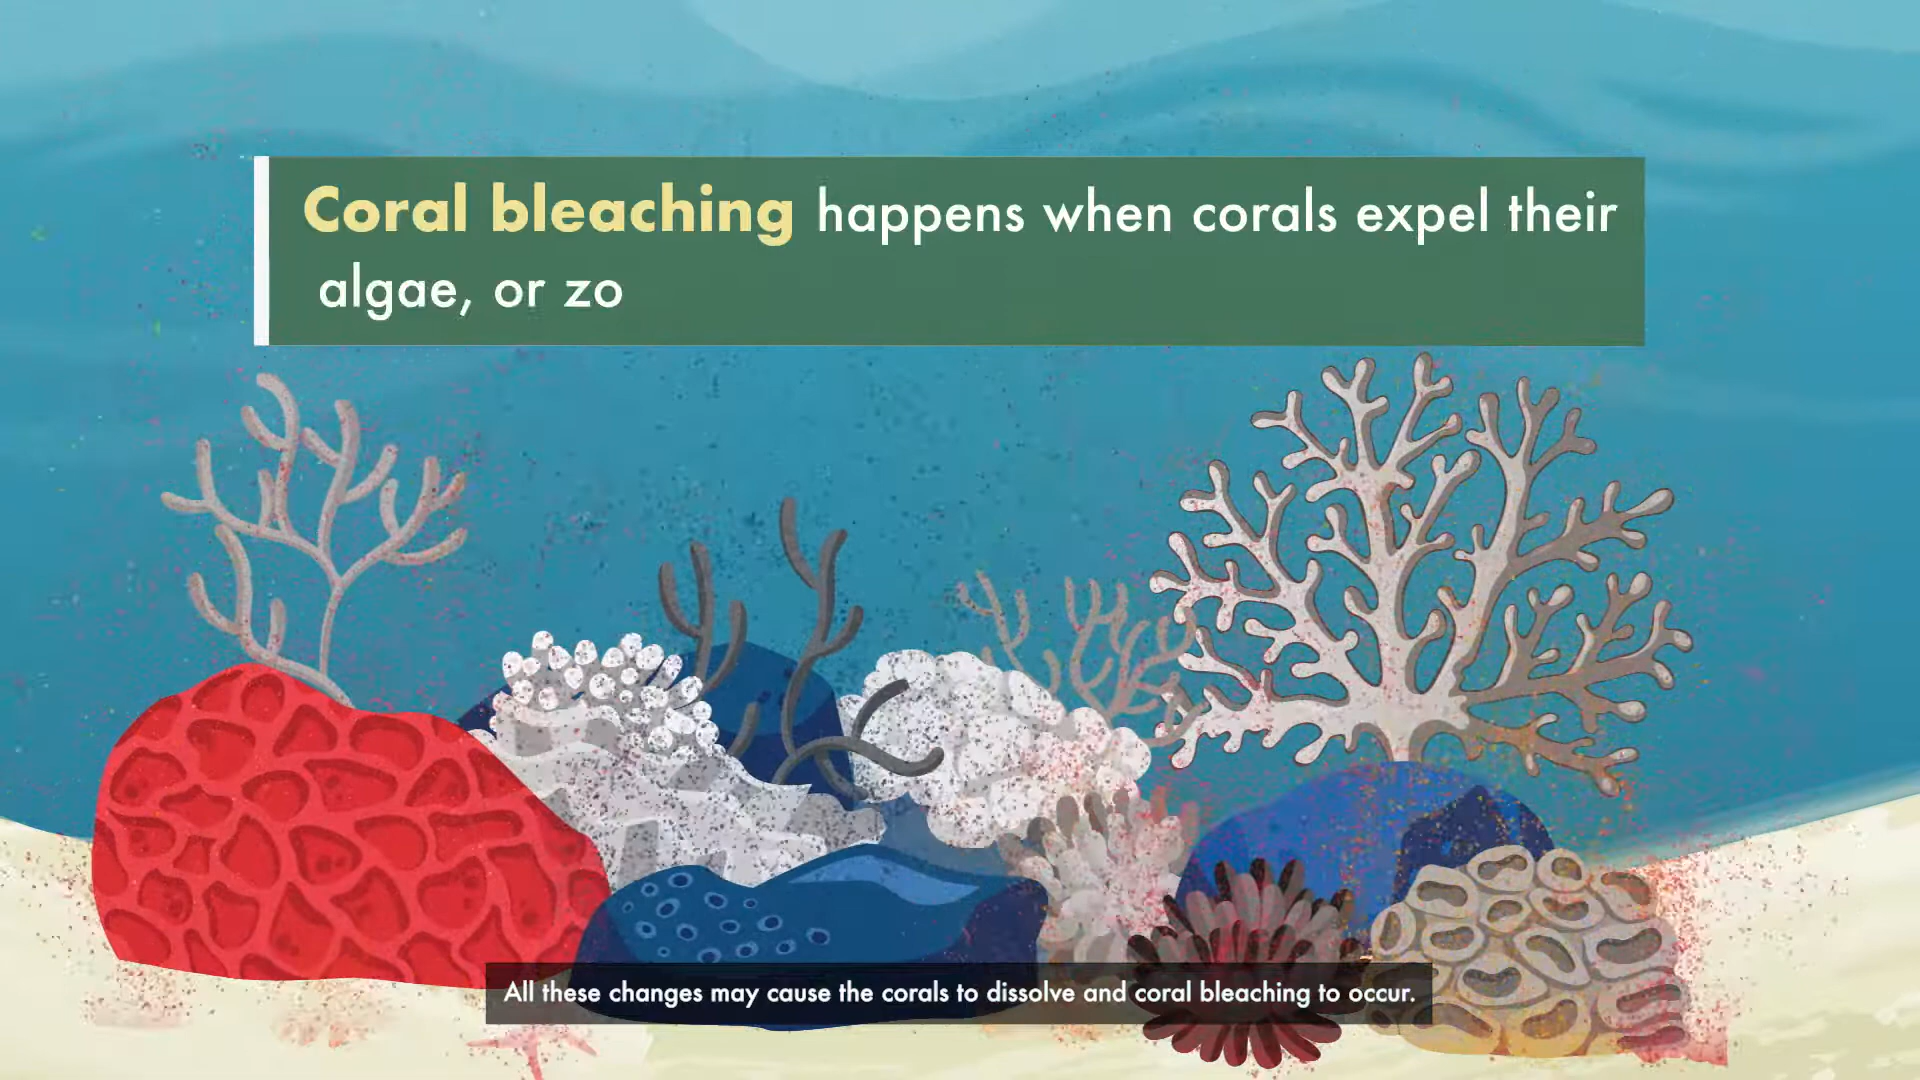 Coral bleaching happens when corals expel their
algae, or zo
All these changes may cause the corals to dissolve and coral bleaching to occur.